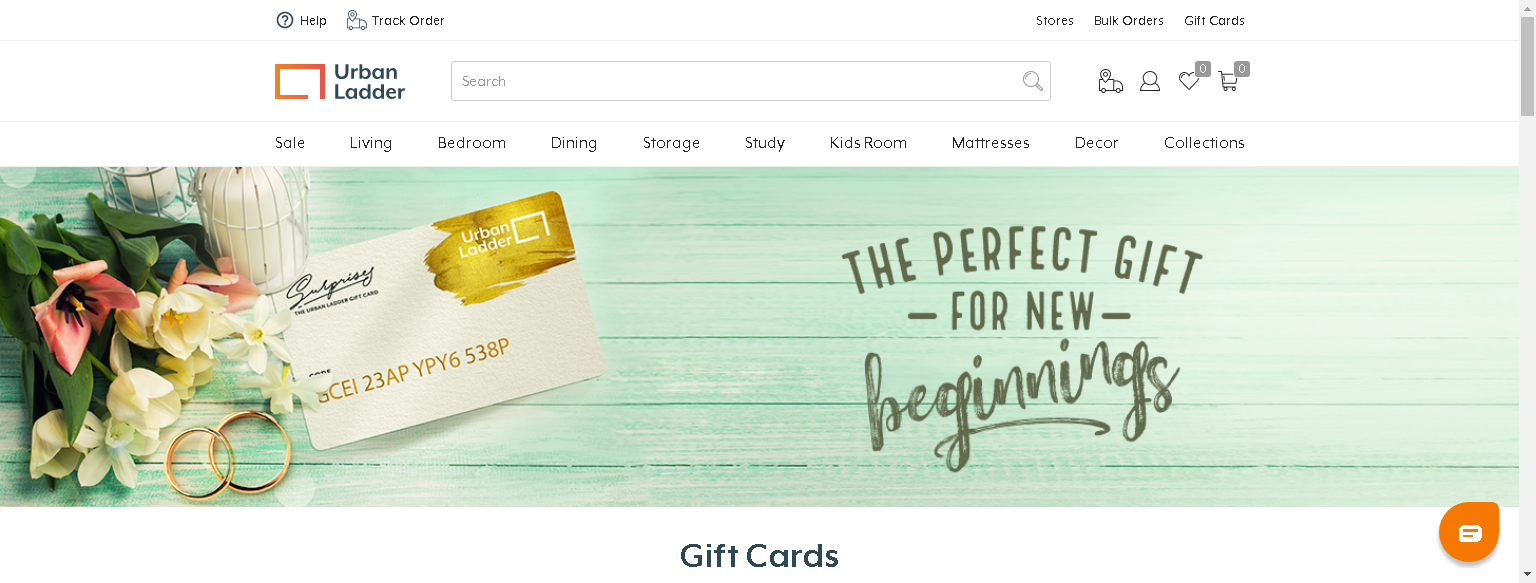 Help
Track Order
Stores
Bulk Orders
Gift Cards
Urban
Ladder
Search
0
0
Sale
Living
Bedroom
Dining
Storage
Study
Kids Room
Mattresses
Decor
Collections
Urban
Ladder
Surprises
THE URBAN LADDER GIFT CARD
CODE
GCEI 23AP YPY6 538P
THE PERFECT GIFT
FOR NEW
beginnings
Gift Cards